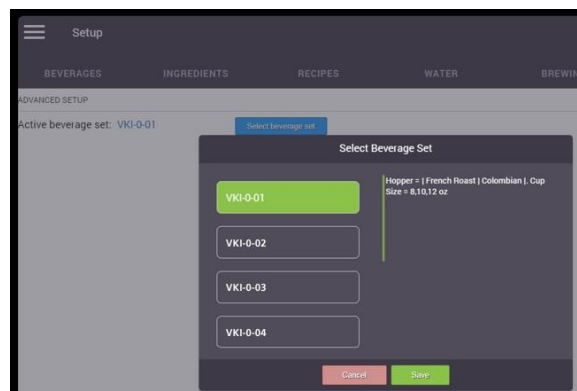 Setup
BEVERAGES INGREDIENTS RECIPES WATER BREWIN
ADVANCED SETUP
Active beverage set: VKI-0-01 Select beverage set
Select Beverage Set
VKI-0-01
Hopper = | French Roast | Colombian |. Cup
Size = 8,10,12 oz
VKI-0-02
VKI-0-03
VKI-0-04
Cancel Save